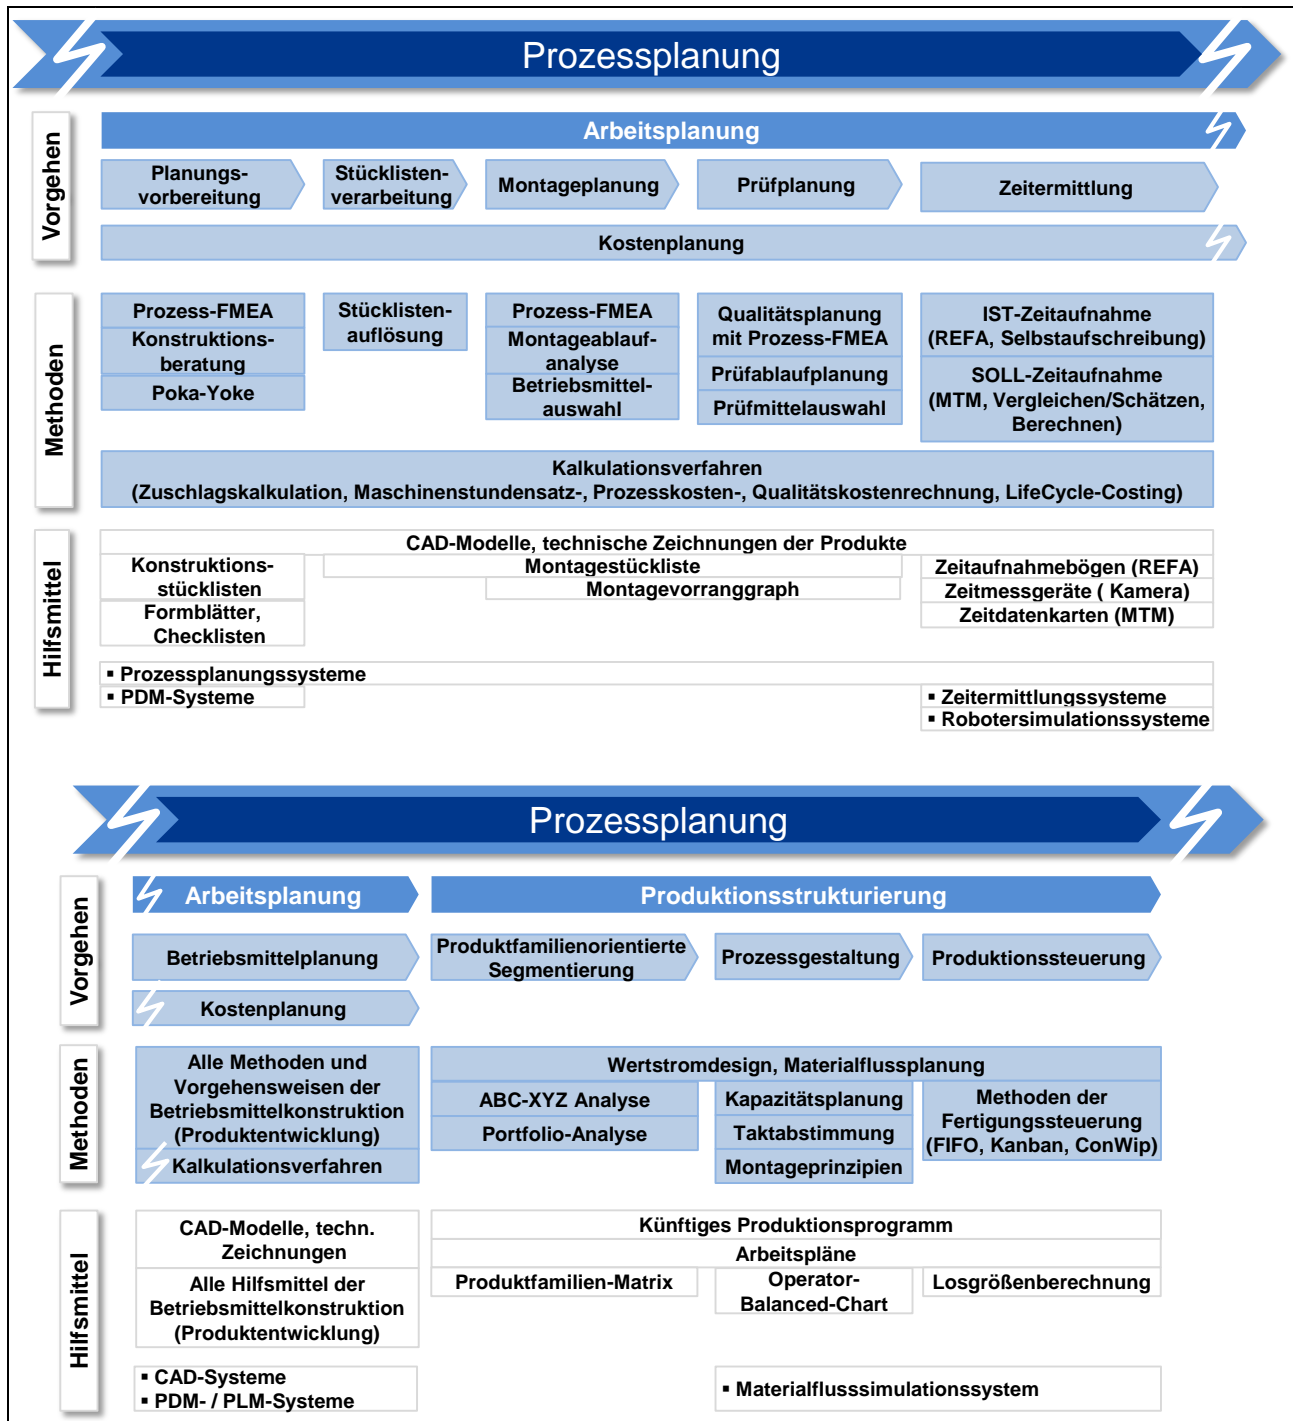 Prozessplanung
Vorgehen
Arbeitsplanung
Planungs-
vorbereitung
Stücklisten-
verarbeitung
Montageplanung
Prüfplanung
Zeitermittlung
Kostenplanung
Methoden
Prozess-FMEA
Konstruktions-
beratung
Poka-Yoke
Stücklisten-
auflösung
Prozess-FMEA
Montageablauf-
analyse
Betriebsmittel-
auswahl
Qualitätsplanung
mit Prozess-FMEA
Prüfablaufplanung
Prüfmittelauswahl
IST-Zeitaufnahme
(REFA, Selbstaufschreibung)
SOLL-Zeitaufnahme
(MTM, Vergleichen/Schätzen,
Berechnen)
Kalkulationsverfahren
(Zuschlagskalkulation, Maschinenstundensatz-, Prozesskosten-, Qualitätskostenrechnung, LifeCycle-Costing)
Hilfsmittel
CAD-Modelle, technische Zeichnungen der Produkte
Konstruktions-
stücklisten
Formblätter,
Checklisten
Montagestückliste
Montagevorranggraph
Zeitaufnahmebögen (REFA)
Zeitmessgeräte ( Kamera)
Zeitdatenkarten (MTM)
▪ Prozessplanungssysteme
▪ PDM-Systeme
▪ Zeitermittlungssysteme
▪ Robotersimulationssysteme
Prozessplanung
Vorgehen
Arbeitsplanung
Produktionsstrukturierung
Betriebsmittelplanung
Produktfamilienorientierte
Segmentierung
Prozessgestaltung
Produktionssteuerung
Kostenplanung
Methoden
Alle Methoden und
Vorgehensweisen der
Betriebsmittelkonstruktion
(Produktentwicklung)
Kalkulationsverfahren
Wertstromdesign, Materialflussplanung
ABC-XYZ Analyse
Portfolio-Analyse
Kapazitätsplanung
Taktabstimmung
Montageprinzipien
Methoden der
Fertigungssteuerung
(FIFO, Kanban, ConWip)
Hilfsmittel
CAD-Modelle, techn.
Zeichnungen
Alle Hilfsmittel der
Betriebsmittelkonstruktion
(Produktentwicklung)
Künftiges Produktionsprogramm
Arbeitspläne
Produktfamilien-Matrix
Operator-
Balanced-Chart
Losgrößenberechnung
▪ CAD-Systeme
▪ PDM- / PLM-Systeme
▪ Materialflusssimulationssystem